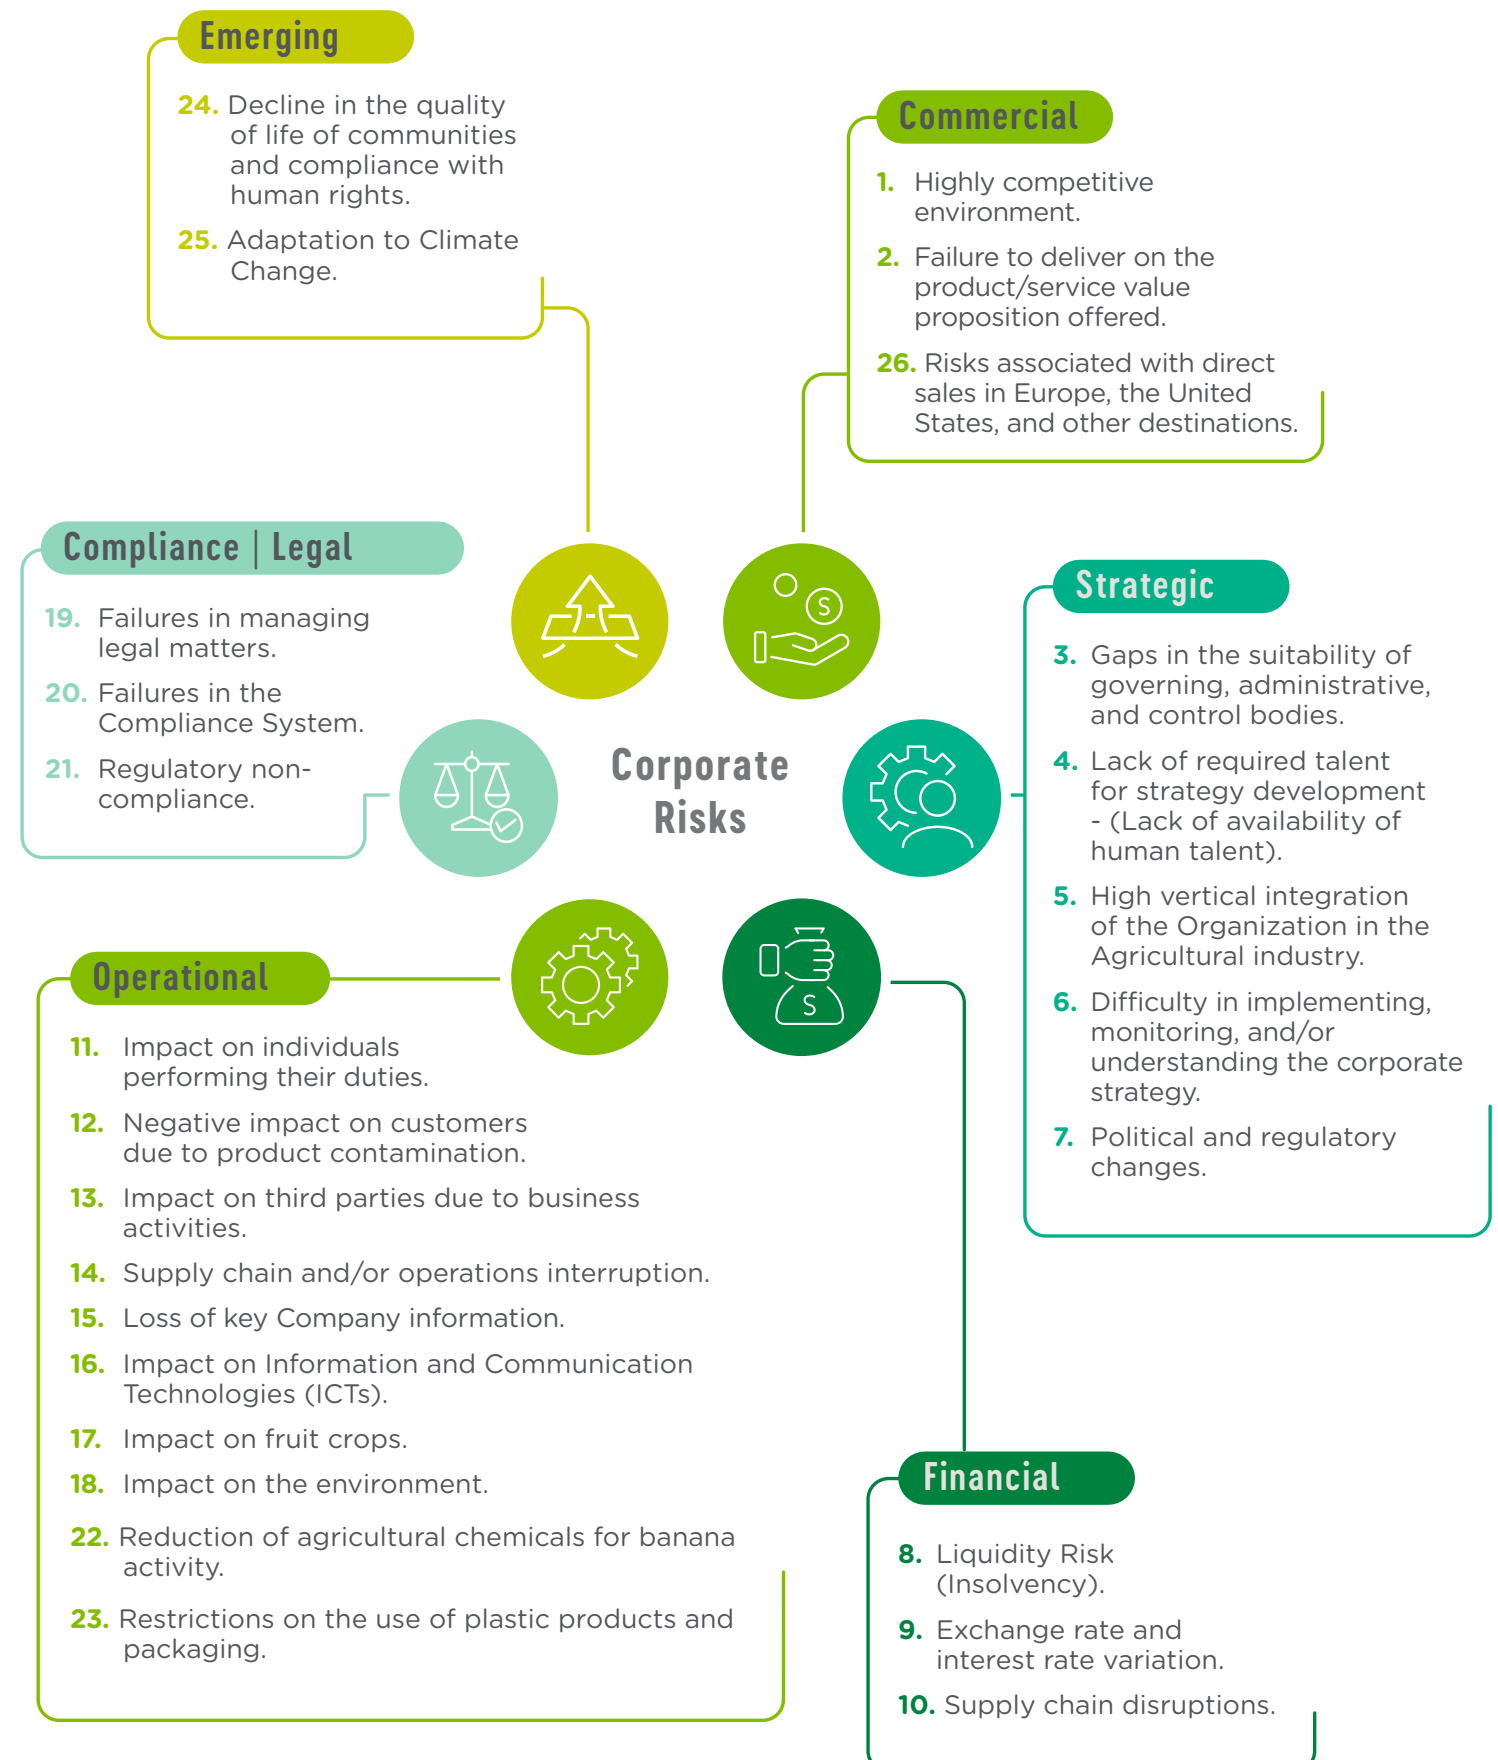 Emerging
24. Decline in the quality
of life of communities
and compliance with
human rights.
25. Adaptation to Climate
Change.
Commercial
1. Highly competitive
environment.
2. Failure to deliver on the
product/service value
proposition offered.
26. Risks associated with direct
sales in Europe, the United
States, and other destinations.
Compliance | Legal
19. Failures in managing
legal matters.
20. Failures in the
Compliance System.
21. Regulatory non-
compliance.
S
Corporate
Risks
Strategic
3. Gaps in the suitability of
governing, administrative,
and control bodies.
4. Lack of required talent
for strategy development
- (Lack of availability of
human talent).
5. High vertical integration
of the Organization in the
Agricultural industry.
6. Difficulty in implementing,
monitoring, and/or
understanding the corporate
strategy.
7. Political and regulatory
changes.
S
Operational
11. Impact on individuals
performing their duties.
12. Negative impact on customers
due to product contamination.
13. Impact on third parties due to business
activities.
14. Supply chain and/or operations interruption.
15. Loss of key Company information.
16. Impact on Information and Communication
Technologies (ICTs).
17. Impact on fruit crops.
18. Impact on the environment.
22. Reduction of agricultural chemicals for banana
activity.
23. Restrictions on the use of plastic products and
packaging.
Financial
8. Liquidity Risk
(Insolvency).
9. Exchange rate and
interest rate variation.
10. Supply chain disruptions.